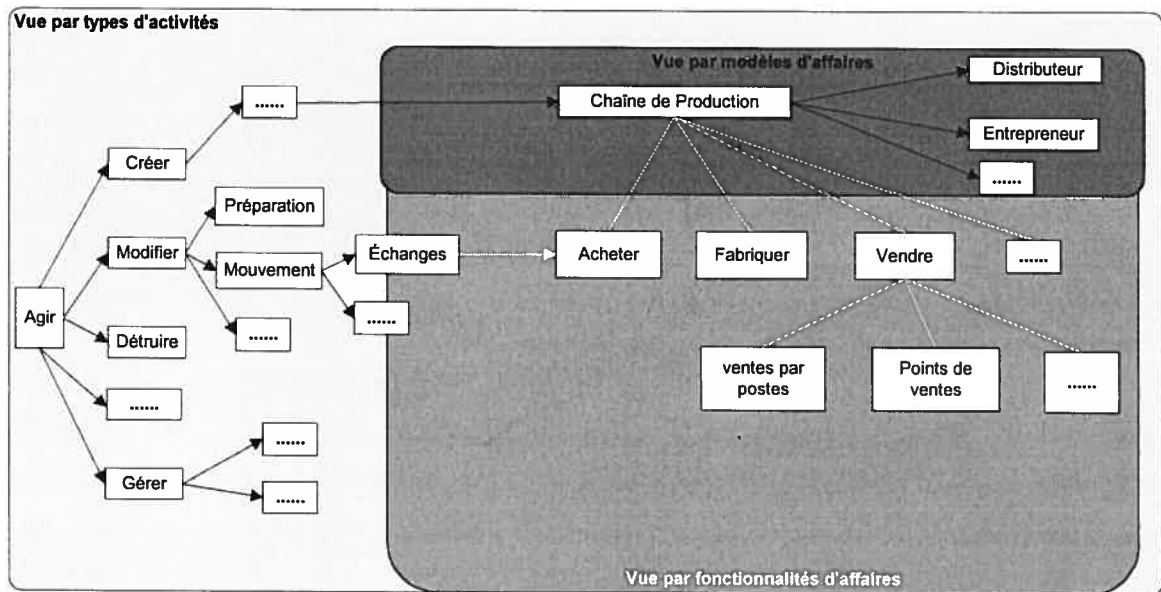 Vue par types d'activités
Vue par modèles d'affaires
Distributeur
......
Chaîne de Production
Entrepreneur
Créer
......
Préparation
Modifier
Mouvement
Échanges
Acheter
Fabriquer
Vendre
......
Agir
......
......
Détruire
ventes par
postes
Points de
ventes
......
......
......
Gérer
......
Vue par fonctionnalités d'affaires